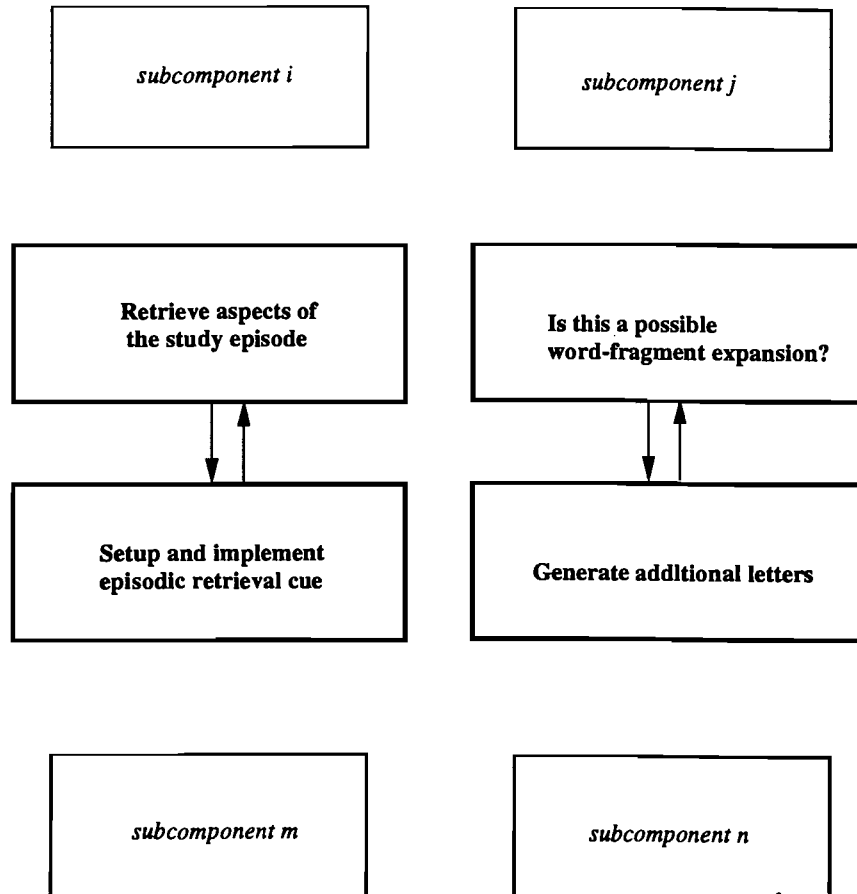 subcomponent i
subcomponent j
Retrieve aspects of
the study episode
Is this a possible
word-fragment expansion?
Setup and implement
episodic retrieval cue
Generate additional letters
subcomponent m
subcomponent n